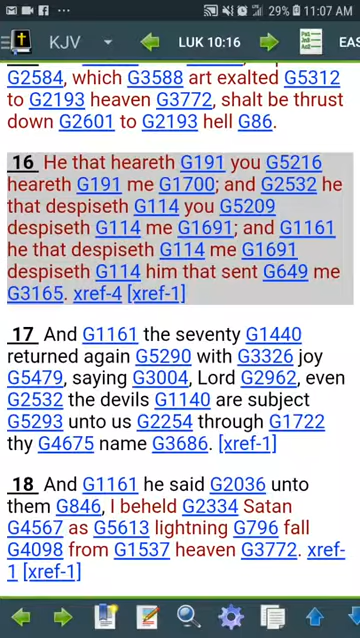 29% 11:07 AM
KJV LUK 10:16 EAS
G2584, which G3588 art exalted G5312
to G2193 heaven G3772, shalt be thrust
down G2601 to G2193 hell G86.
16 He that heareth G191 you G5216
heareth G191 me G1700; and G2532 he
that despiseth G114 you G5209
despiseth G114 me G1691; and G1161
he that despiseth G114 me G1691
despiseth G114 him that sent G649 me
G3165. xref-4 [xref-1]
17 And G1161 the seventy G1440
returned again G5290 with G3326 joy
G5479, saying G3004, Lord G2962, even
G2532 the devils G1140 are subject
G5293 unto us G2254 through G1722
thy G4675 name G3686. [xref-1]
18 And G1161 he said G2036 unto
them G846, I beheld G2334 Satan
G4567 as G5613 lightning G796 fall
G4098 from G1537 heaven G3772. xref-
1 [xref-1]